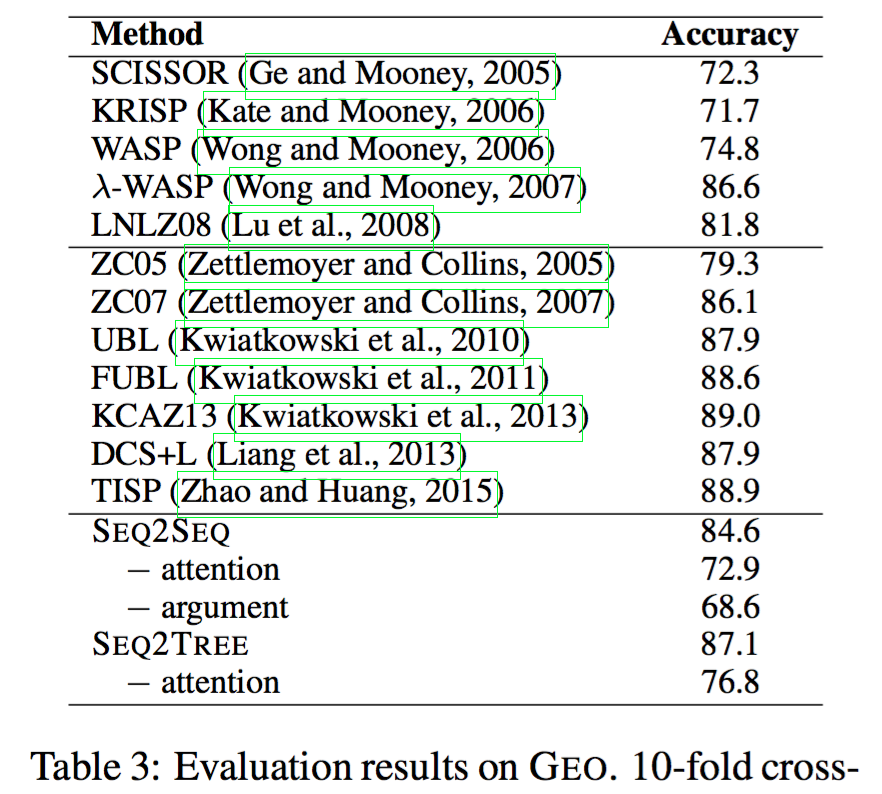 Method Accuracy
SCISSOR (Ge and Mooney, 2005) 72.3
KRISP (Kate and Mooney, 2006) 71.7
WASP (Wong and Mooney, 2006) 74.8
λ-WASP (Wong and Mooney, 2007) 86.6
LNLZ08 (Lu et al., 2008) 81.8
ZC05 (Zettlemoyer and Collins, 2005) 79.3
ZC07 (Zettlemoyer and Collins, 2007) 86.1
UBL (Kwiatkowski et al., 2010) 87.9
FUBL (Kwiatkowski et al., 2011) 88.6
KCAZ13 (Kwiatkowski et al., 2013) 89.0
DCS+L (Liang et al., 2013) 87.9
TISP (Zhao and Huang, 2015) 88.9
SEQ2SEQ 84.6
− attention 72.9
− argument 68.6
SEQ2TREE 87.1
− attention 76.8
Table 3: Evaluation results on GEO. 10-fold cross-